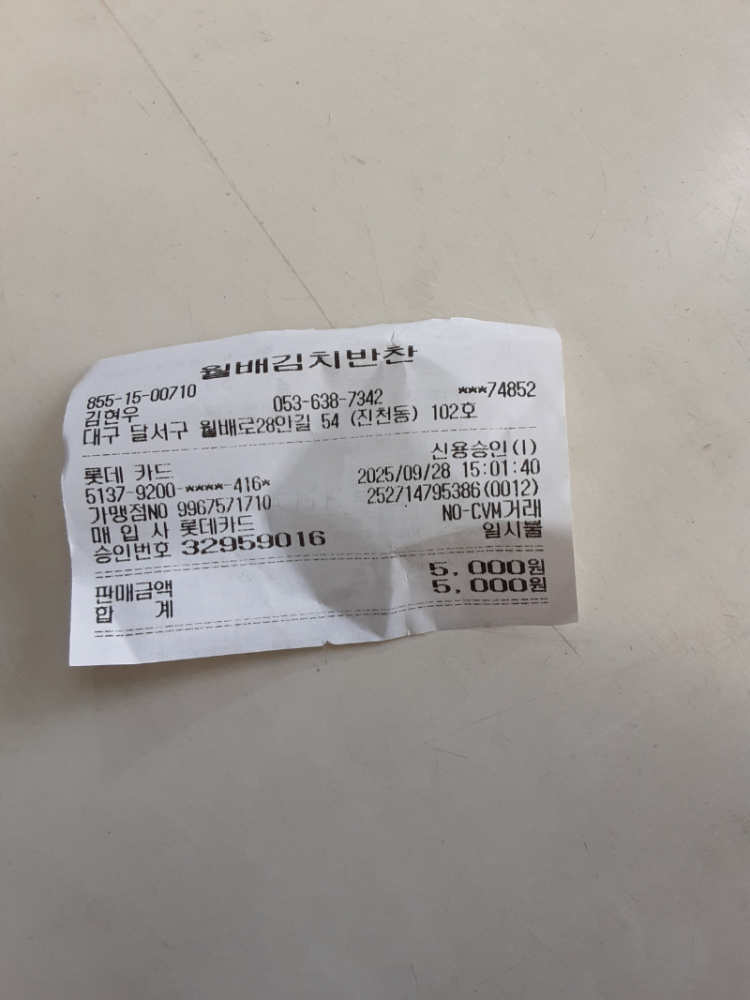 월배김치반찬
855-15-00710 053-638-7342 ***74852
김현우
대구 달서구 월배로28안길 54 (진천동) 102호
신용승인(I)
롯데 카드 2025/09/28 15:01:40
5137-9200-****-416* 252714795386(0012)
가맹점NO 9967571710 NO-CVM거래
매 입 사 롯데카드 일시불
승인번호 32959016
판매금액 5,000원
합 계 5,000원